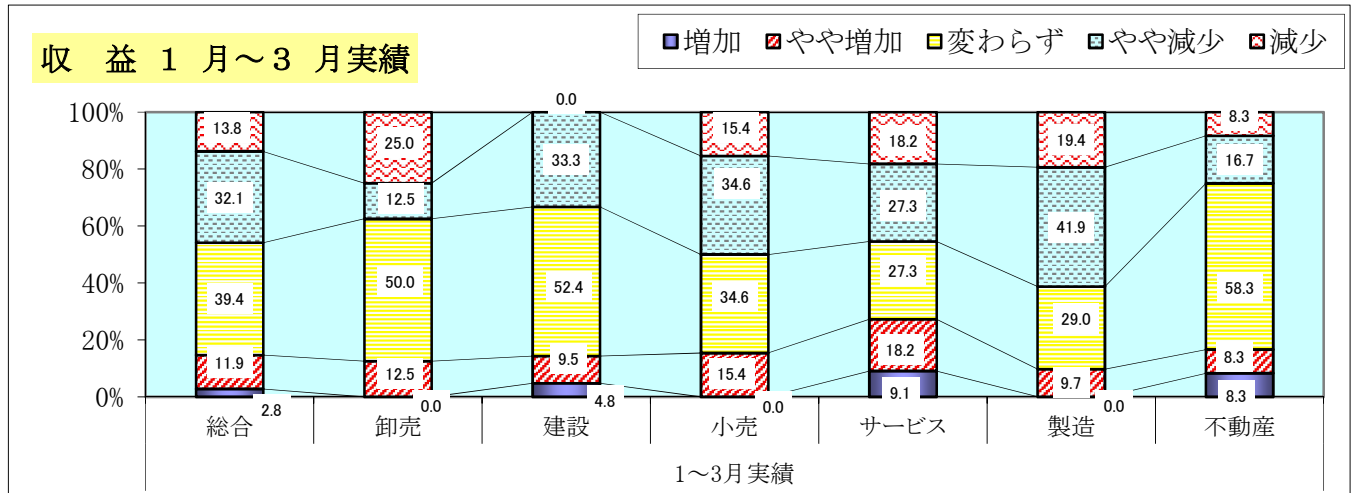 ■増加 やや増加 変わらず やや減少 減少
収 益 1 月～3 月実績
100%
80%
60%
40%
20%
0%
13.8 25.0 0.0 15.4 18.2 19.4 8.3
32.1 12.5 33.3 34.6 27.3 41.9 16.7
39.4 50.0 52.4 34.6 27.3 29.0 58.3
11.9 12.5 9.5 15.4 18.2 9.7 8.3
2.8 0.0 4.8 0.0 9.1 0.0 8.3
総合 卸売 建設 小売 サービス 製造 不動産
1～3月実績